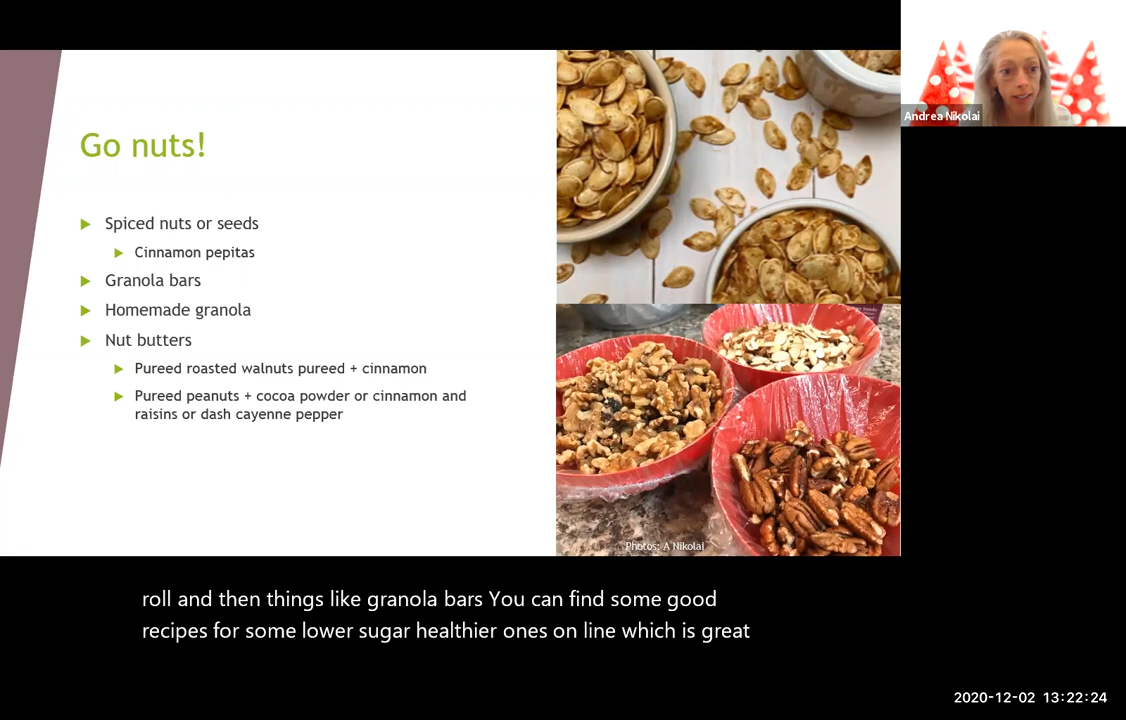 Go nuts!
Spiced nuts or seeds
Cinnamon pepitas
Granola bars
Homemade granola
Nut butters
Pureed roasted walnuts pureed + cinnamon
Pureed peanuts + cocoa powder or cinnamon and
raisins or dash cayenne pepper
Photos: A Nikolai
Andrea Nikolai
roll and then things like granola bars You can find some good
recipes for some lower sugar healthier ones on line which is great
2020-12-02 13:22:24